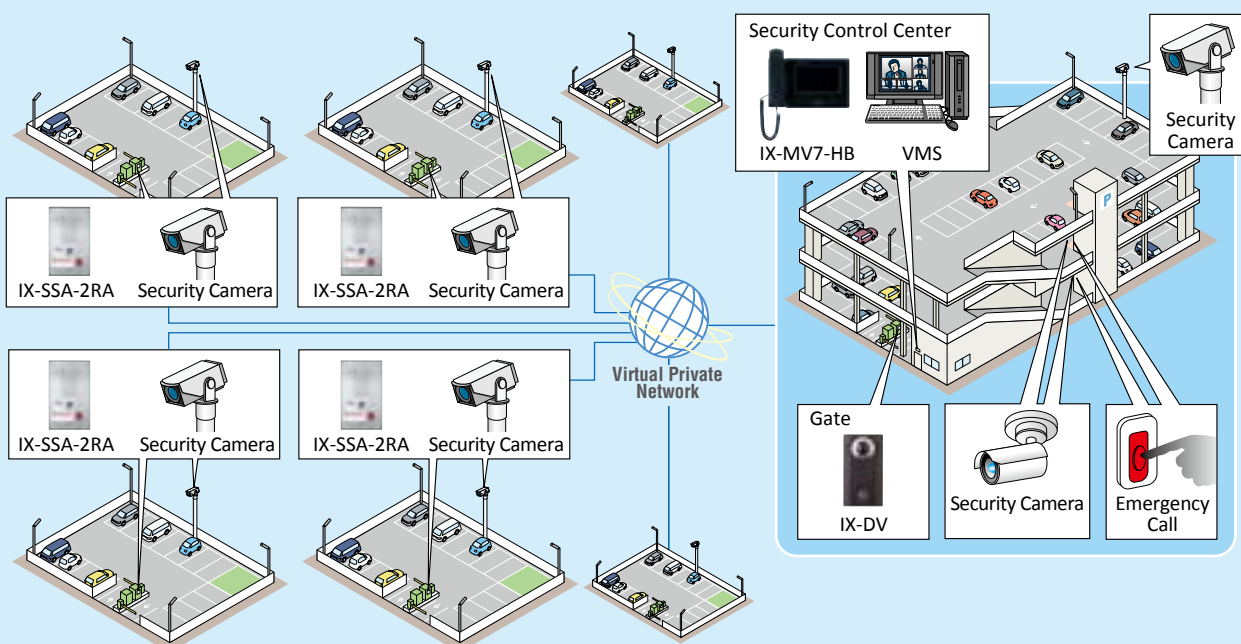 Security Control Center
IX-MV7-HB
VMS
Security
Camera
P
IX-SSA-2RA
Security Camera
IX-SSA-2RA
Security Camera
IX-SSA-2RA
Security Camera
IX-SSA-2RA
Security Camera
Virtual Private
Network
Gate
IX-DV
Security Camera
Emergency
Call